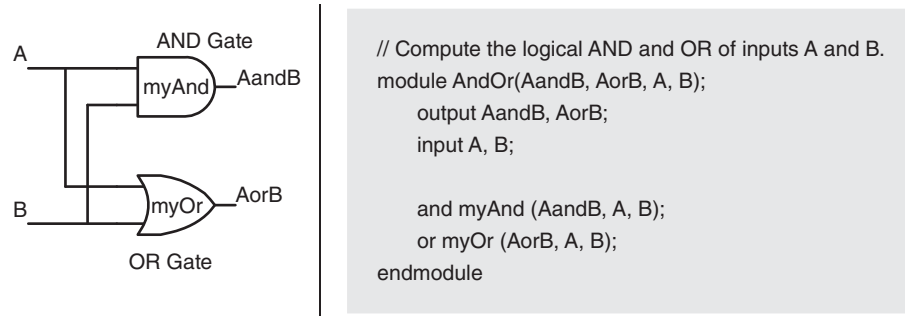 AND Gate
A
myAnd
AandB
B
myOr
AorB
OR Gate
// Compute the logical AND and OR of inputs A and B.
module AndOr(AandB, AorB, A, B);
output AandB, AorB;
input A, B;
and myAnd (AandB, A, B);
or myOr (AorB, A, B);
endmodule